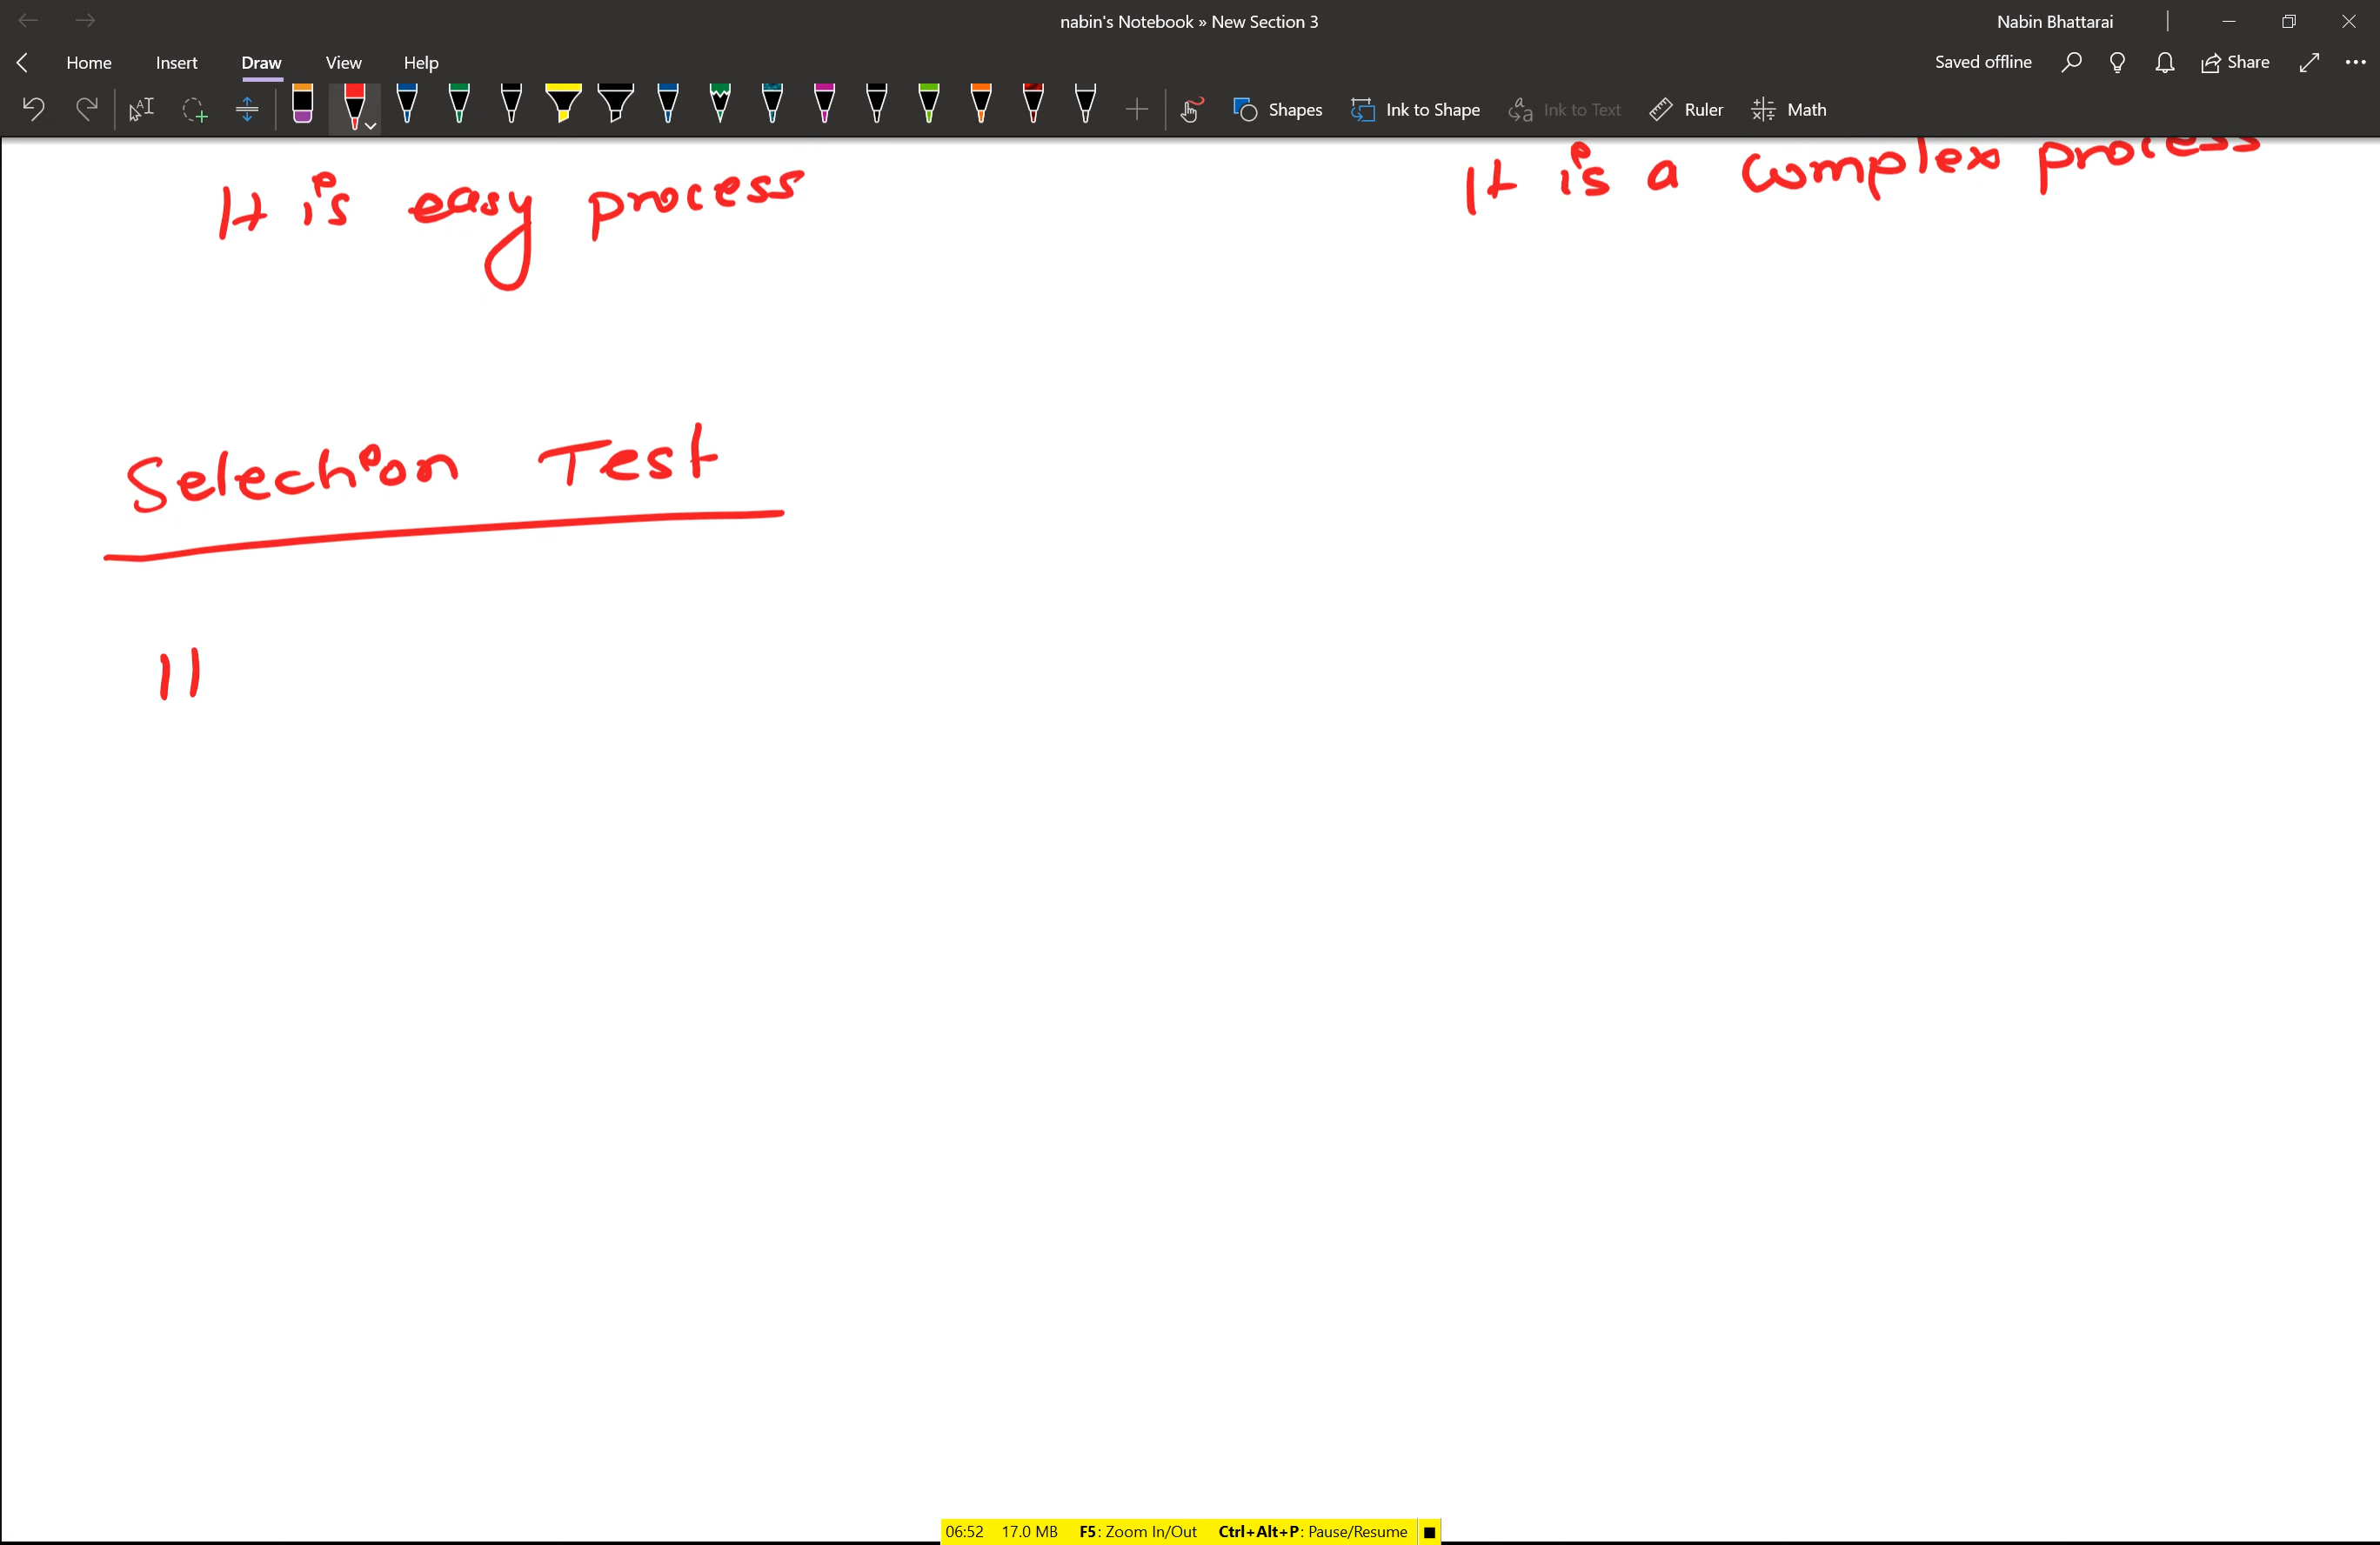 nabin's Notebook » New Section 3
Nabin Bhattarai
Home Insert Draw View Help
Saved offline Share
Shapes Ink to Shape Ink to Text Ruler Math
It is easy process
It is a complex process
Selection Test
11
06:52 17.0 MB F5: Zoom In/Out Ctrl+Alt+P: Pause/Resume